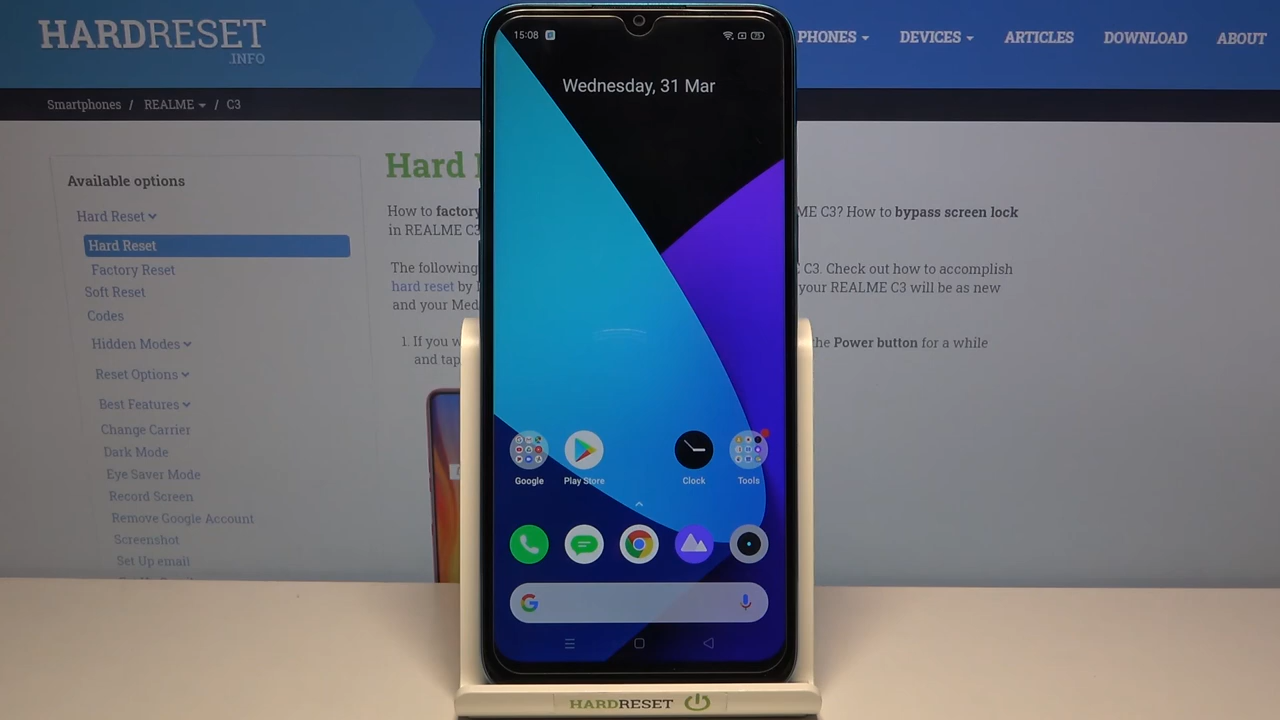 HARDRESET
.INFO
PHONES
DEVICES
ARTICLES
DOWNLOAD
ABOUT
Smartphones / REALME / C3
Available options
Hard Reset
Hard Reset
Factory Reset
Soft Reset
Codes
Hidden Modes
Reset Options
Best Features
Change Carrier
Dark Mode
Eye Saver Mode
Record Screen
Remove Google Account
Screenshot
Set Up email
Hard
How to factory
ME C3? How to bypass screen lock
in REALME C3
The following
C3. Check out how to accomplish
hard reset by
your REALME C3 will be as new
and your Med
1. If you w
the Power button for a while
and tap
15:08
Wednesday, 31 Mar
Google
Play Store
Clock
Tools
HARDRESET